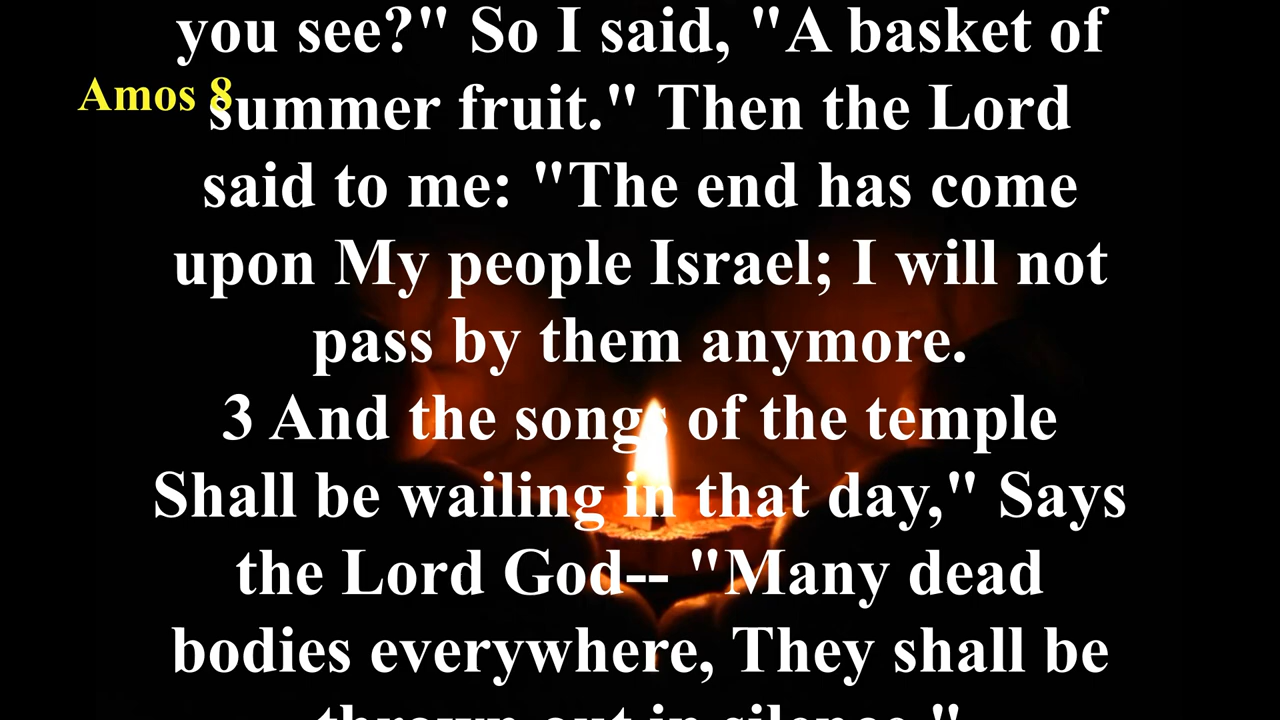 you see?" So I said, "A basket of
Amos 8
summer fruit." Then the Lord
said to me: "The end has come
upon My people Israel; I will not
pass by them anymore.
3 And the songs of the temple
Shall be wailing in that day," Says
the Lord God-- "Many dead
bodies everywhere, They shall be
thrown out in silence."